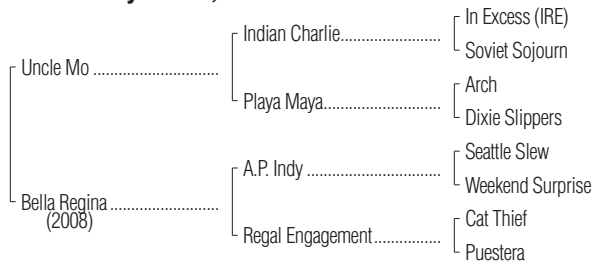 In Excess (IRE)
Indian Charlie
Soviet Sojourn
Uncle Mo
Arch
Playa Maya
Dixie Slippers
Seattle Slew
A.P. Indy
Weekend Surprise
Bella Regina
(2008)
Cat Thief
Regal Engagement
Puestera